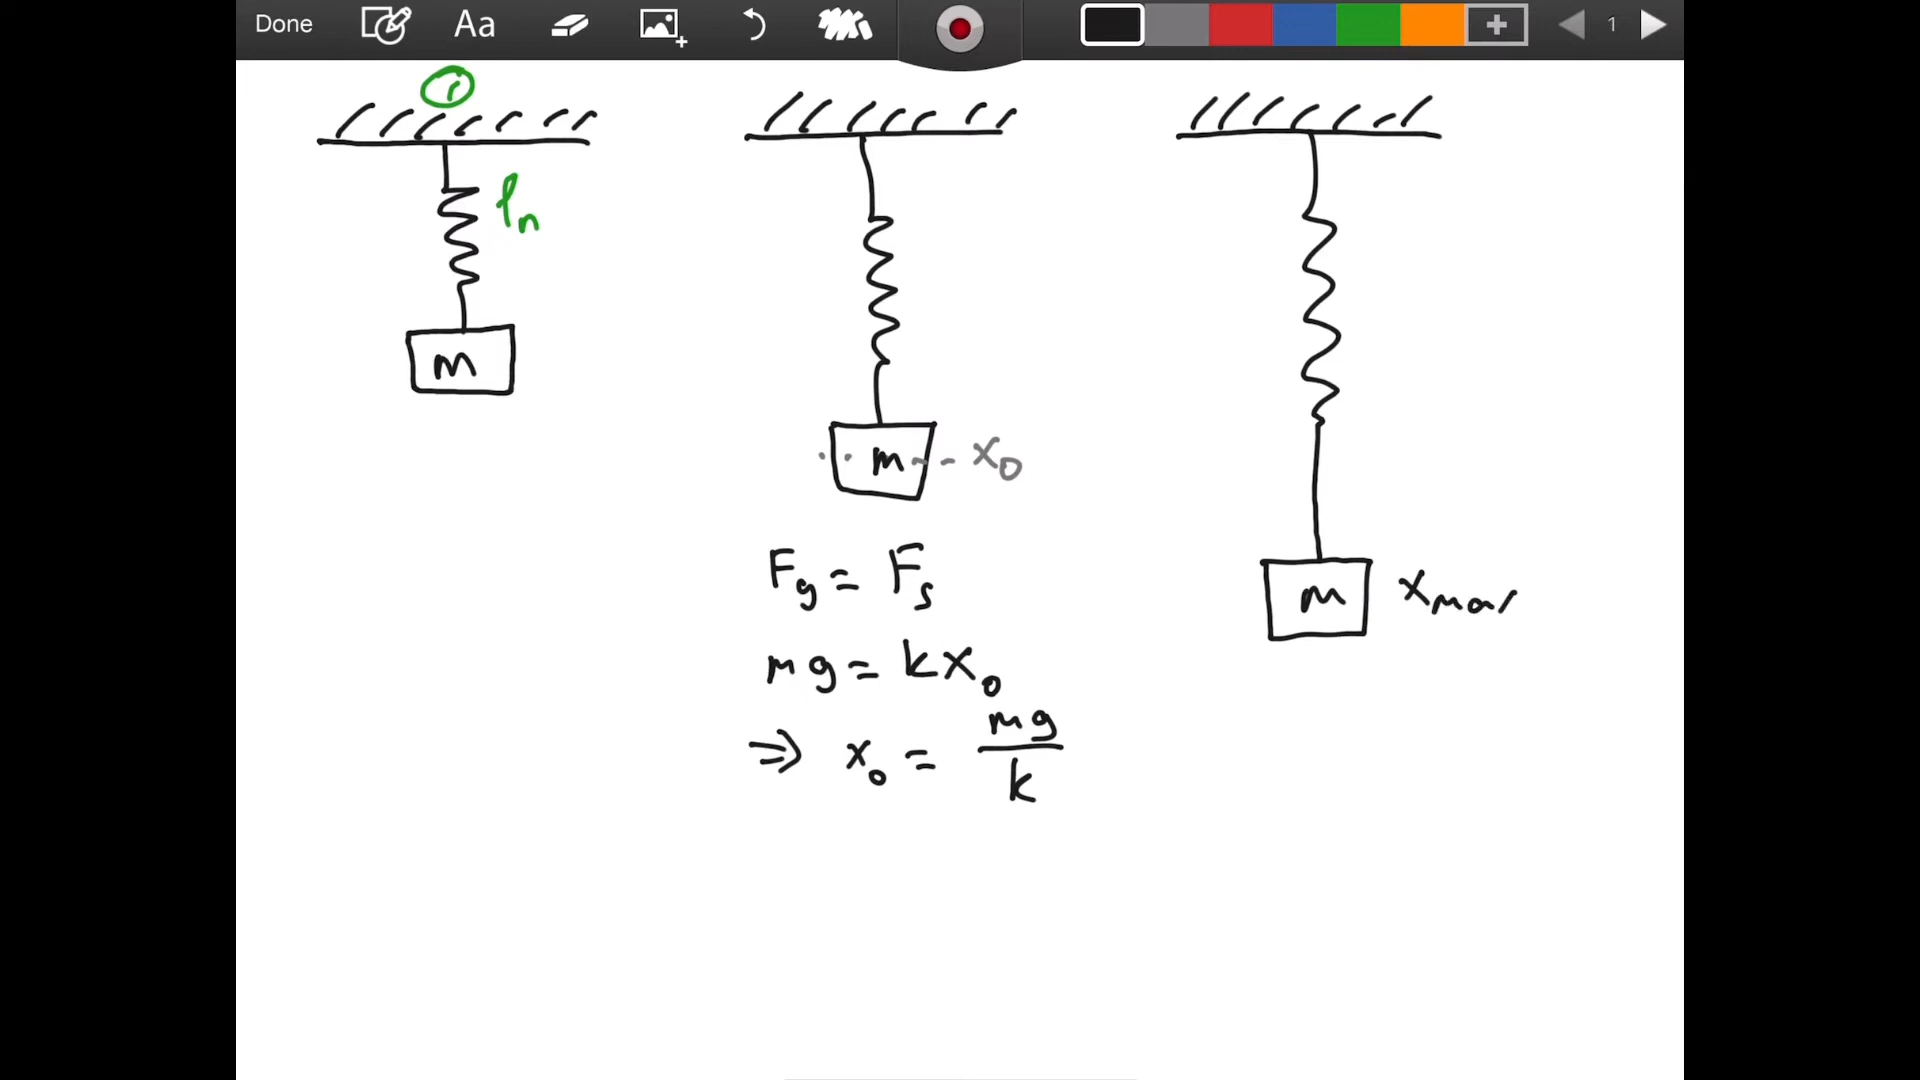 Done Aa 1
1
ln
m
m -- x0
m xmax
Fg = Fs
mg = kx0
⇒ x0 = mg/k